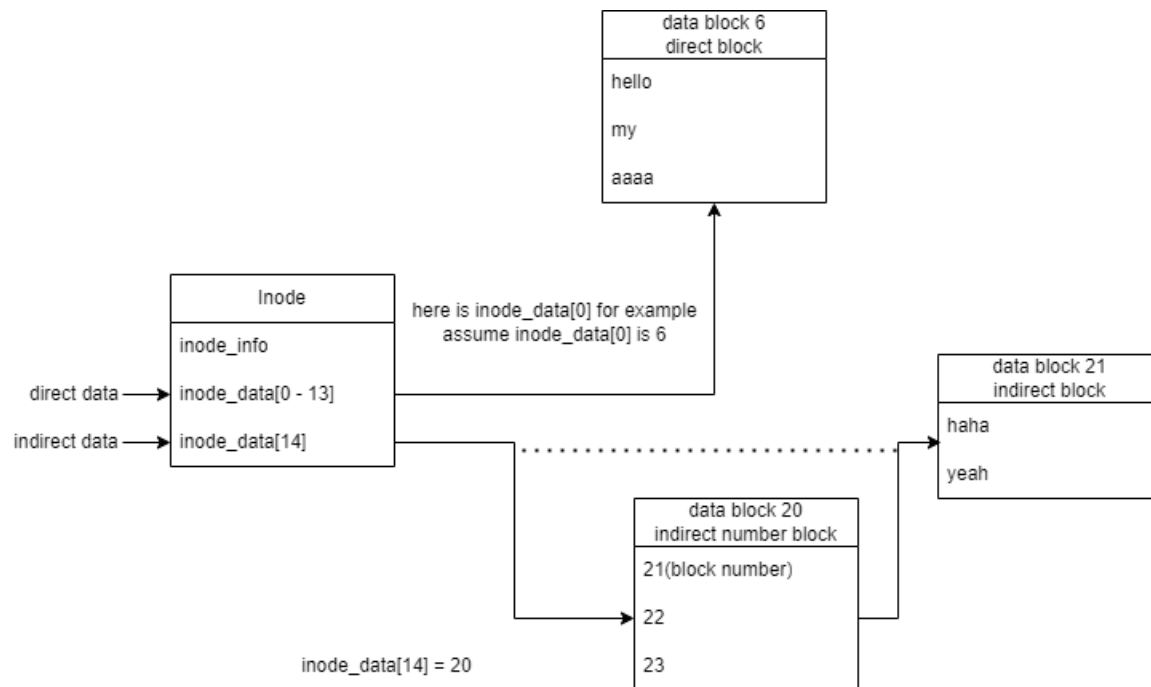 data block 6
direct block
hello
my
aaaa
Inode
inode_info
direct data
inode_data[0 - 13]
indirect data
inode_data[14]
here is inode_data[0] for example
assume inode_data[0] is 6
data block 21
indirect block
haha
yeah
data block 20
indirect number block
21(block number)
22
23
inode_data[14] = 20